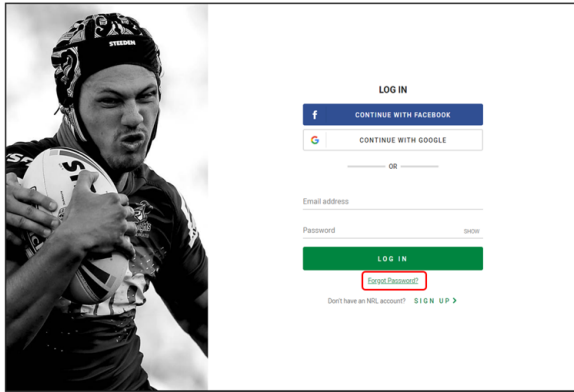 STEEDEN
LOG IN
f CONTINUE WITH FACEBOOK
G CONTINUE WITH GOOGLE
OR
Email address
Password SHOW
LOG IN
Forgot Password?
Don't have an NRL account? SIGN UP >